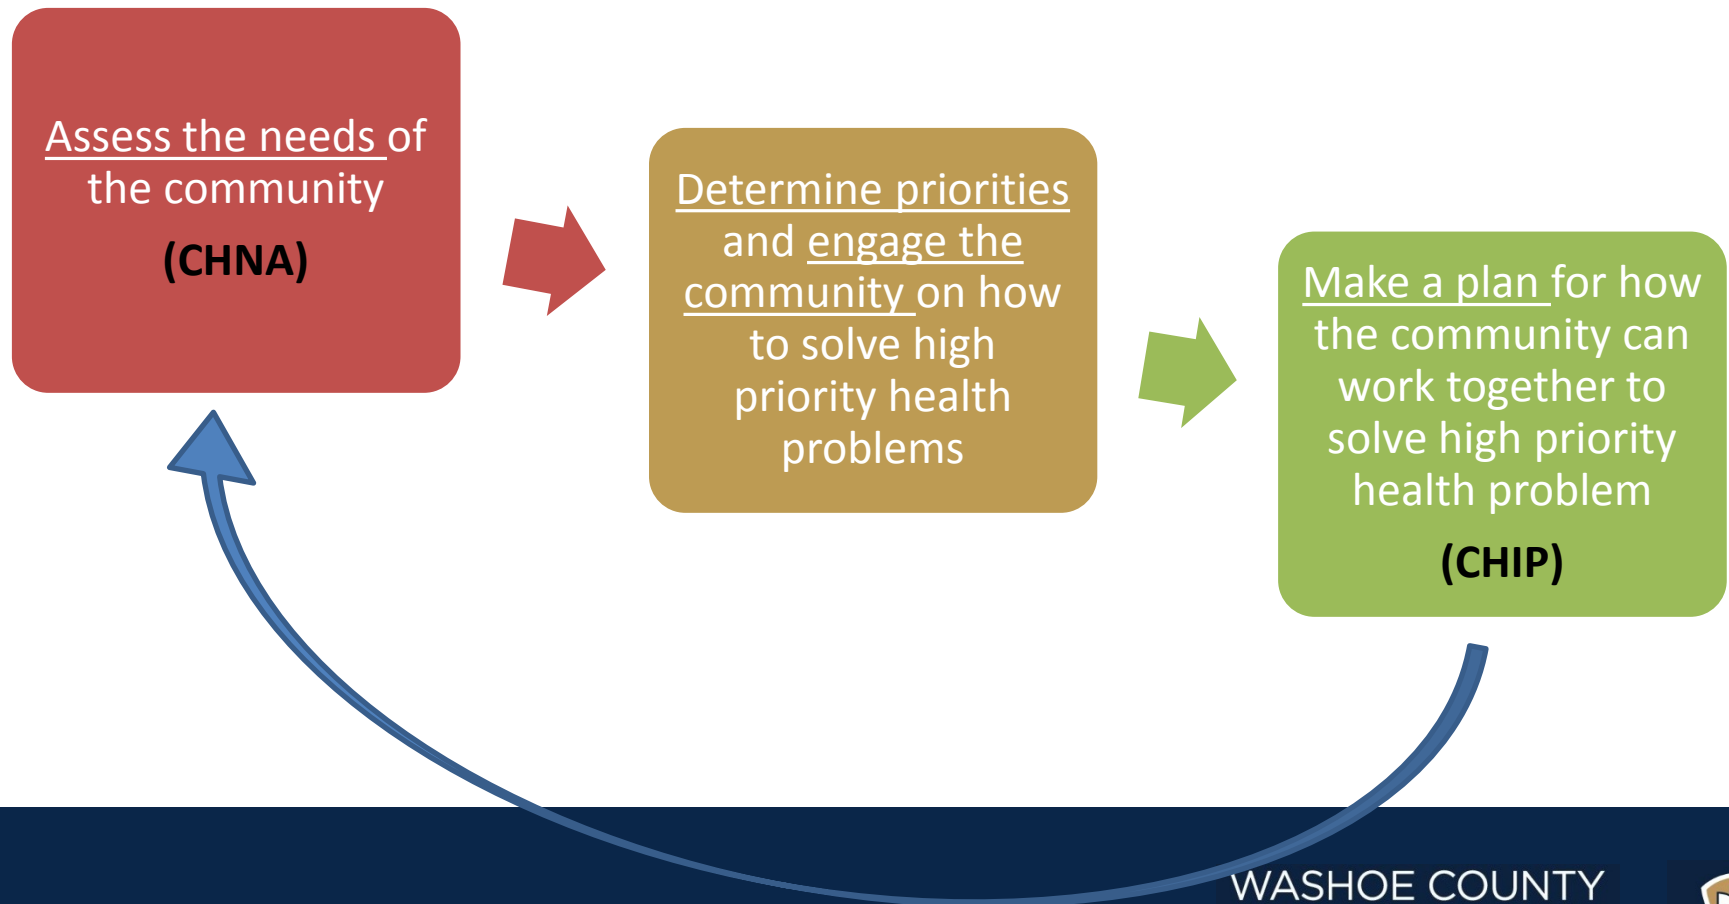 Assess the needs of
the community
(CHNA)
Determine priorities
and engage the
community on how
to solve high
priority health
problems
Make a plan for how
the community can
work together to
solve high priority
health problem
(CHIP)
WASHOE COUNTY